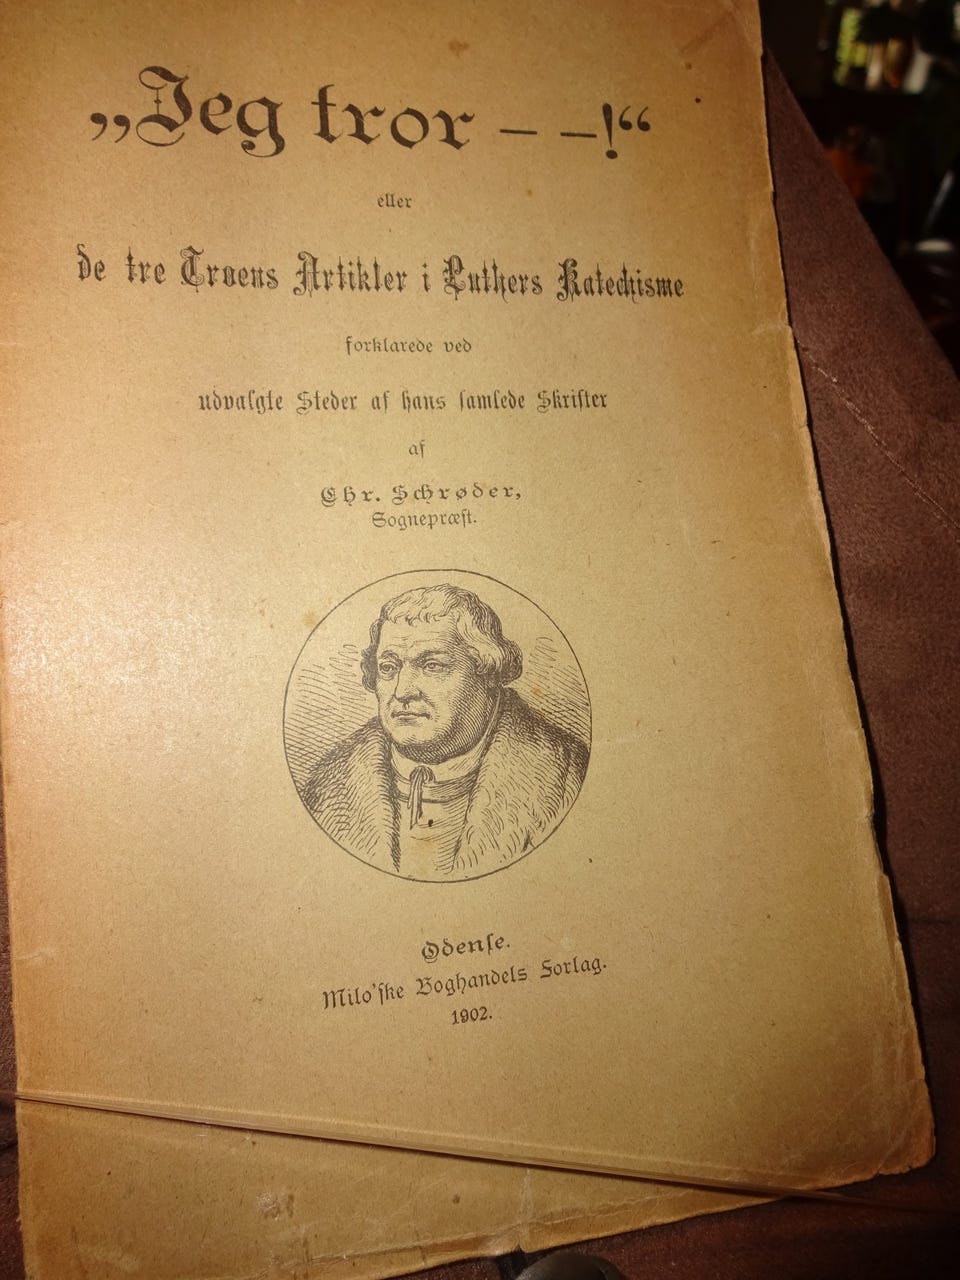 „Jeg tror – –!“
eller
de tre Troens Artikler i Luthers Katechisme
forklarede ved
udvalgte Steder af hans samlede Skrifter
af
Chr. Schrøder,
Sognepræst.
Odense.
Milo'ske Boghandels Forlag.
1902.